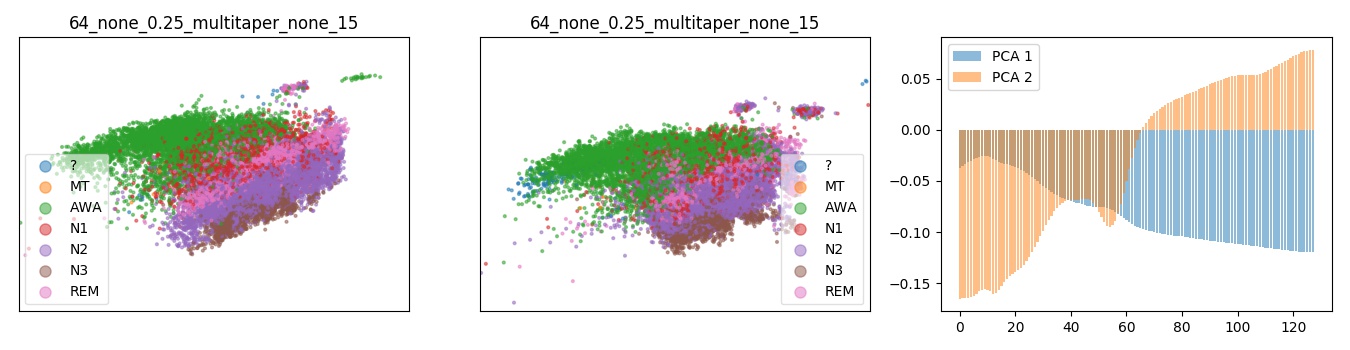 64_none_0.25_multitaper_none_15
?
MT
AWA
N1
N2
N3
REM
64_none_0.25_multitaper_none_15
?
MT
AWA
N1
N2
N3
REM
PCA 1
PCA 2
0.05
0.00
−0.05
−0.10
−0.15
0 20 40 60 80 100 120